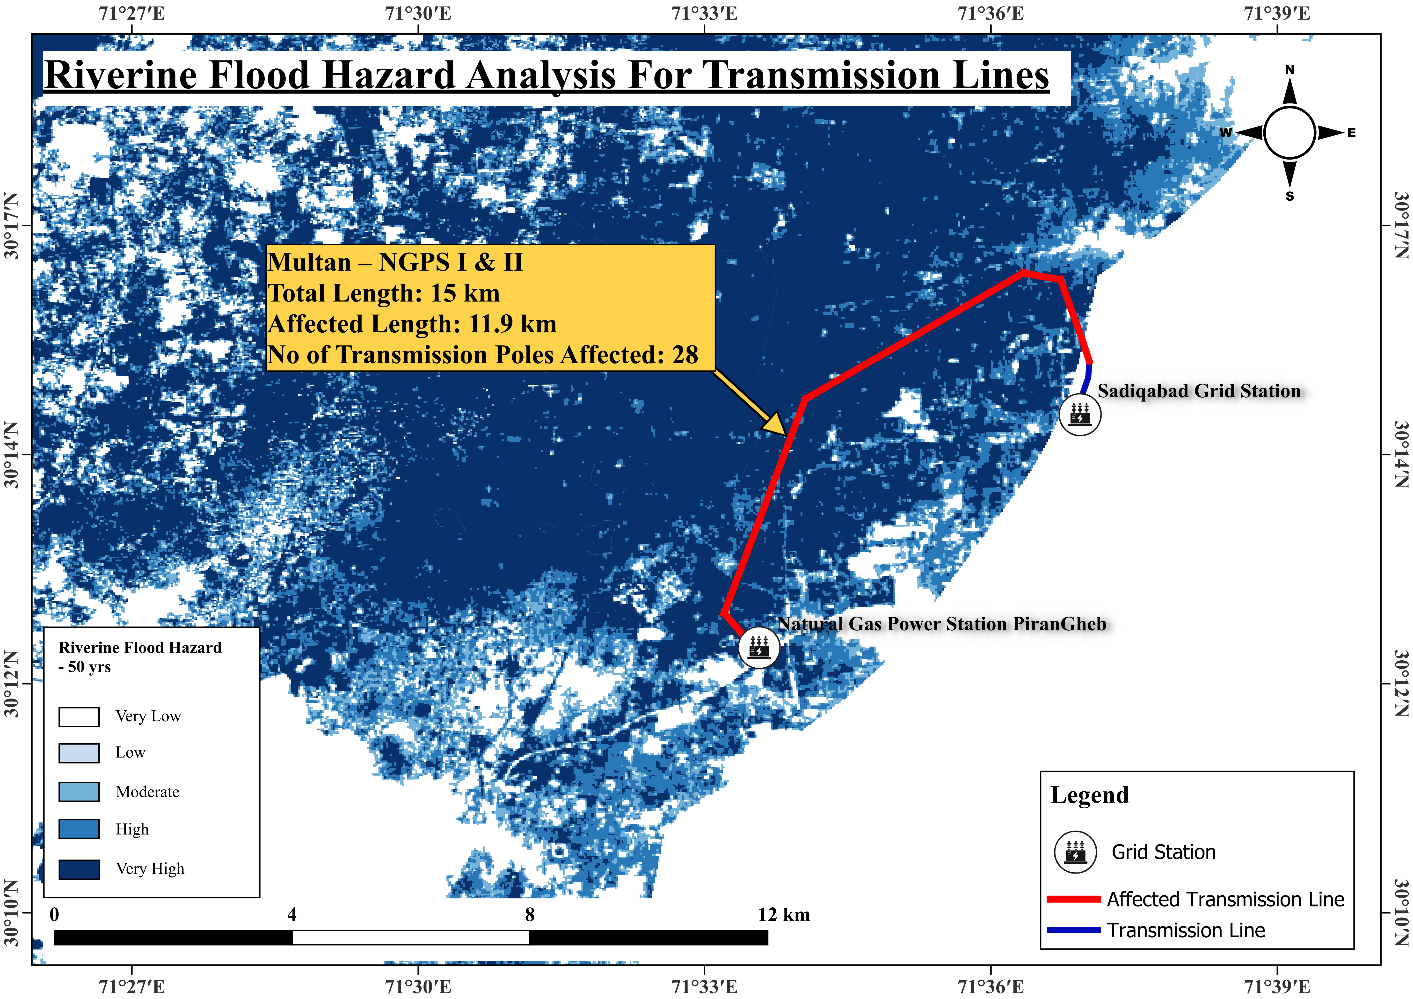 71°27′E 71°30′E 71°33′E 71°36′E 71°39′E
Riverine Flood Hazard Analysis For Transmission Lines
N
W E
S
30°17′N 30°17′N
Multan – NGPS I & II
Total Length: 15 km
Affected Length: 11.9 km
No of Transmission Poles Affected: 28
Sadiqabad Grid Station
30°14′N 30°14′N
Natural Gas Power Station PiranGheb
30°12′N 30°12′N
Riverine Flood Hazard
- 50 yrs
Very Low
Low
Moderate
High
Very High
Legend
Grid Station
Affected Transmission Line
Transmission Line
30°10′N 30°10′N
0 4 8 12 km
71°27′E 71°30′E 71°33′E 71°36′E 71°39′E